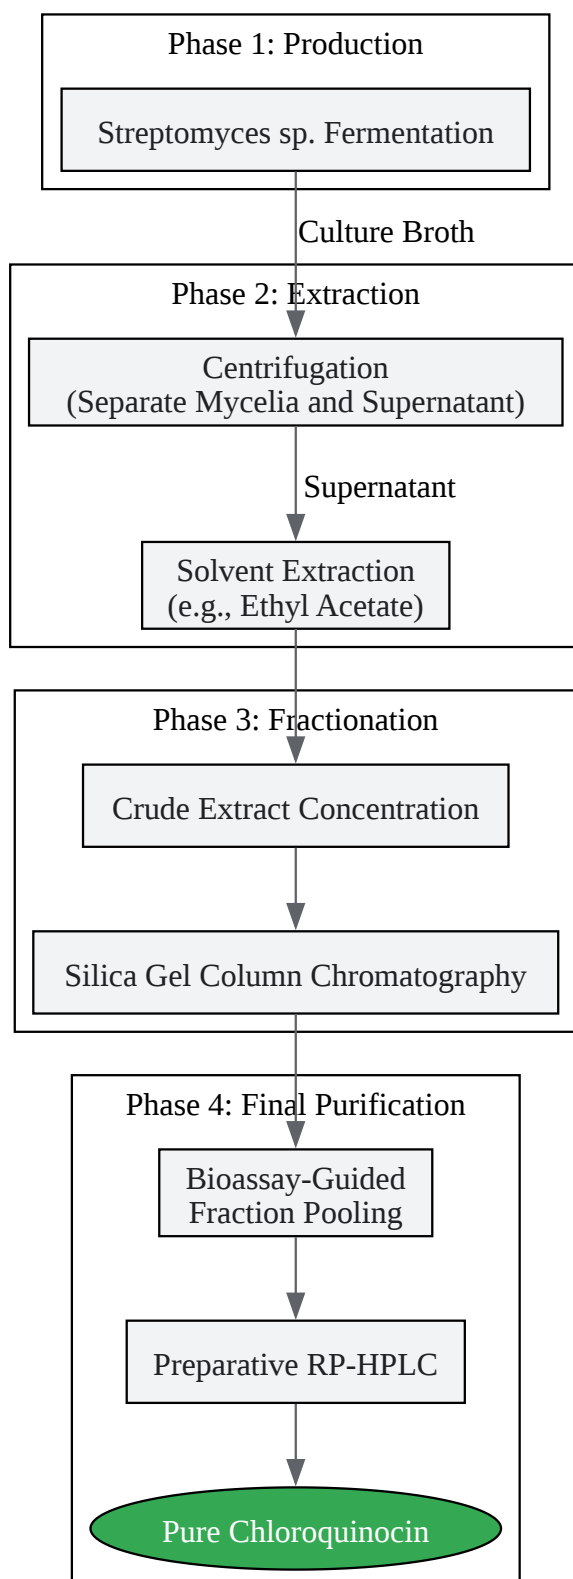 Phase 1: Production
Streptomyces sp. Fermentation
Culture Broth
Phase 2: Extraction
Centrifugation
(Separate Mycelia and Supernatant)
Supernatant
Solvent Extraction
(e.g., Ethyl Acetate)
Phase 3: Fractionation
Crude Extract Concentration
Silica Gel Column Chromatography
Phase 4: Final Purification
Bioassay-Guided
Fraction Pooling
Preparative RP-HPLC
Pure Chloroquinocin